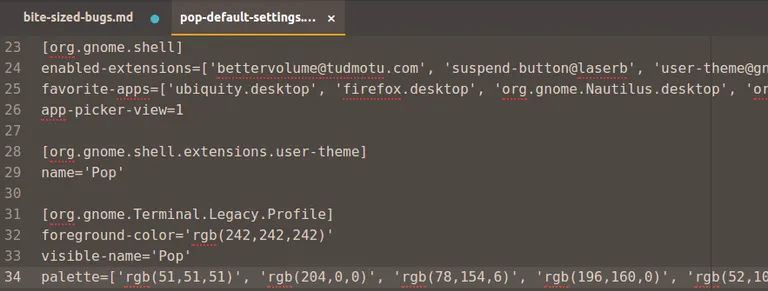 bite-sized-bugs.md
pop-default-settings.... ×
23 [org.gnome.shell]
24 enabled-extensions=['bettervolume@tudmotu.com', 'suspend-button@laserb', 'user-theme@gn
25 favorite-apps=['ubiquity.desktop', 'firefox.desktop', 'org.gnome.Nautilus.desktop', 'or
26 app-picker-view=1
27
28 [org.gnome.shell.extensions.user-theme]
29 name='Pop'
30
31 [org.gnome.Terminal.Legacy.Profile]
32 foreground-color='rgb(242,242,242)'
33 visible-name='Pop'
34 palette=['rgb(51,51,51)', 'rgb(204,0,0)', 'rgb(78,154,6)', 'rgb(196,160,0)', 'rgb(52,10